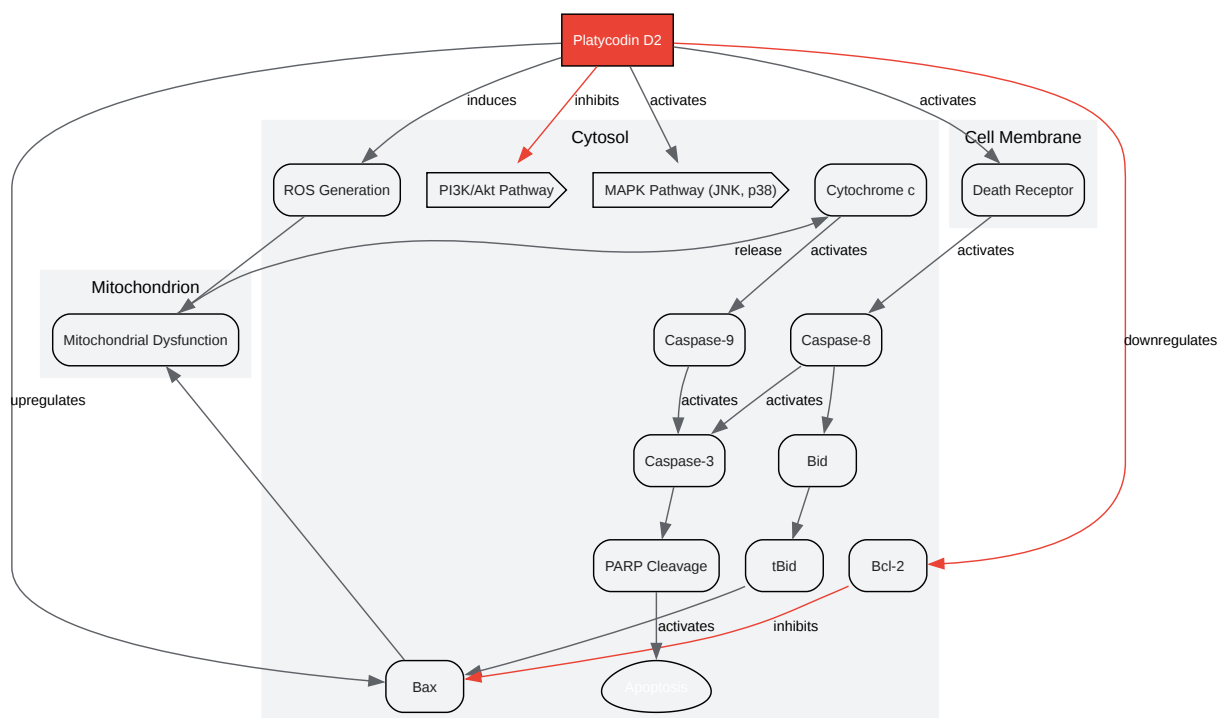 Platycodin D2
induces
inhibits
activates
activates
Cytosol
Cell Membrane
ROS Generation
PI3K/Akt Pathway
MAPK Pathway (JNK, p38)
Cytochrome c
Death Receptor
release
activates
activates
Mitochondrion
Mitochondrial Dysfunction
Caspase-9
Caspase-8
downregulates
upregulates
activates
activates
Caspase-3
Bid
PARP Cleavage
tBid
Bcl-2
activates
inhibits
Bax
Apoptosis